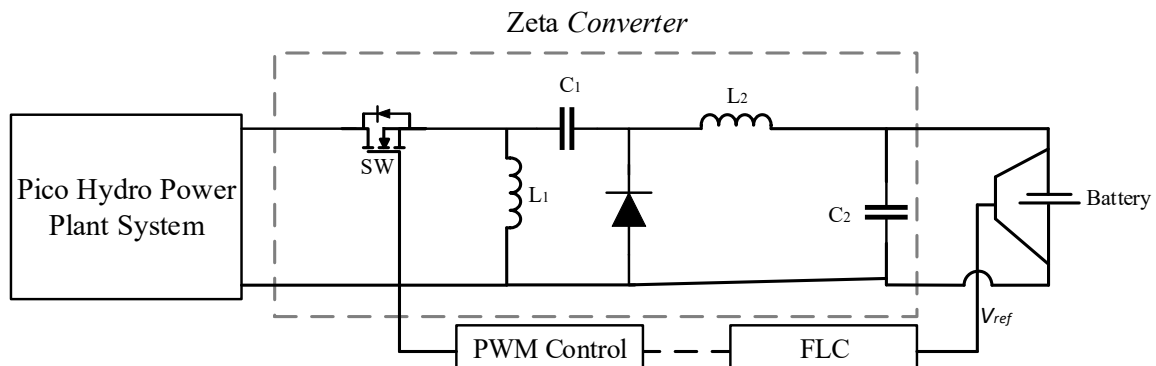 Zeta Converter
C1
L2
SW
Pico Hydro Power
Plant System
L1
C2
Battery
Vref
PWM Control
FLC